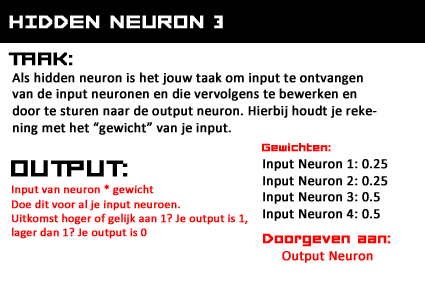 HIDDEN NEURON 3
TAAK:
Als hidden neuron is het jouw taak om input te ontvangen
van de input neuronen en die vervolgens te bewerken en
door te sturen naar de output neuron. Hierbij houdt je reke-
ning met het “gewicht” van je input.
OUTPUT:
Input van neuron * gewicht
Doe dit voor al je input neuroen.
Uitkomst hoger of gelijk aan 1? Je output is 1,
lager dan 1? Je output is 0
Gewichten:
Input Neuron 1: 0.25
Input Neuron 2: 0.25
Input Neuron 3: 0.5
Input Neuron 4: 0.5
Doorgeven aan:
Output Neuron